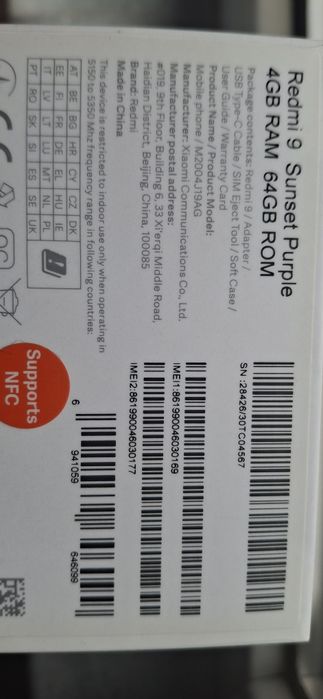 Redmi 9 Sunset Purple
4GB RAM 64GB ROM
Package contents: Redmi 9 / Adapter /
USB Type-C Cable / SIM Eject Tool / Soft Case /
User Guide / Warranty Card
Product Name / Product Model:
Mobile phone / M2004J19AG
Manufacturer: Xiaomi Communications Co., Ltd.
Manufacturer postal address:
#019, 9th Floor, Building 6, 33 Xi'erqi Middle Road,
Haidian District, Beijing, China, 100085
Brand: Redmi
Made in China
This device is restricted to indoor use only when operating in
5150 to 5350 Mhz frequency range in following countries:
AT BE BG HR CY CZ DK
EE FI FR DE EL HU IE
IT LV LT LU MT NL PL
PT RO SK SI ES SE UK
SN :28426/30TC04567
IMEI1:861990046030169
IMEI2:861990046030177
6 941059 646099
Supports
NFC